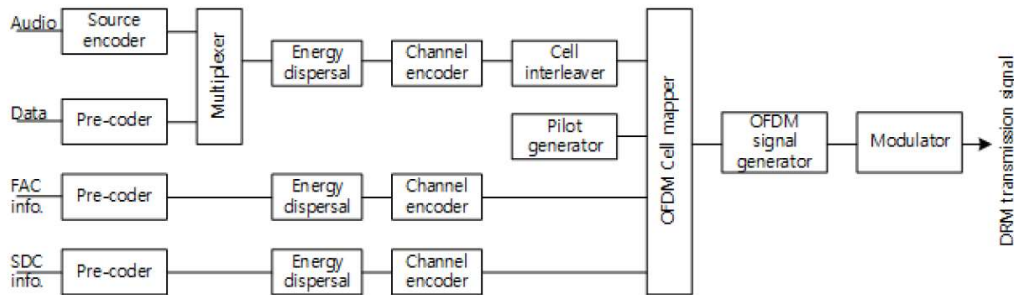 Audio
Source
encoder
Multiplexer
Energy
dispersal
Channel
encoder
Cell
interleaver
Data
Pre-coder
Pilot
generator
OFDM Cell mapper
OFDM
signal
generator
Modulator
DRM transmission signal
FAC
info.
Pre-coder
Energy
dispersal
Channel
encoder
SDC
info.
Pre-coder
Energy
dispersal
Channel
encoder